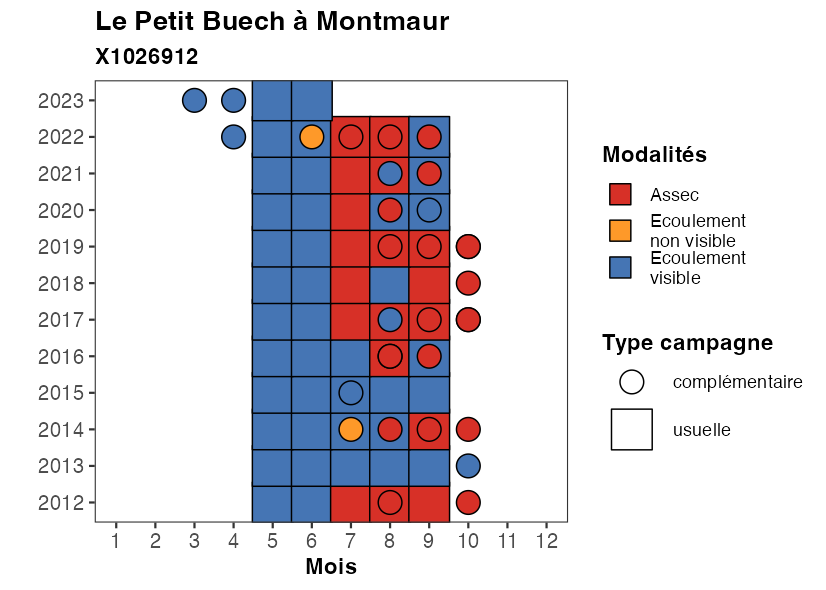 Le Petit Buech à Montmaur
X1026912
2023
2022
2021
2020
2019
2018
2017
2016
2015
2014
2013
2012
1 2 3 4 5 6 7 8 9 10 11 12
Mois
Modalités
Assec
Ecoulement
non visible
Ecoulement
visible
Type campagne
complémentaire
usuelle